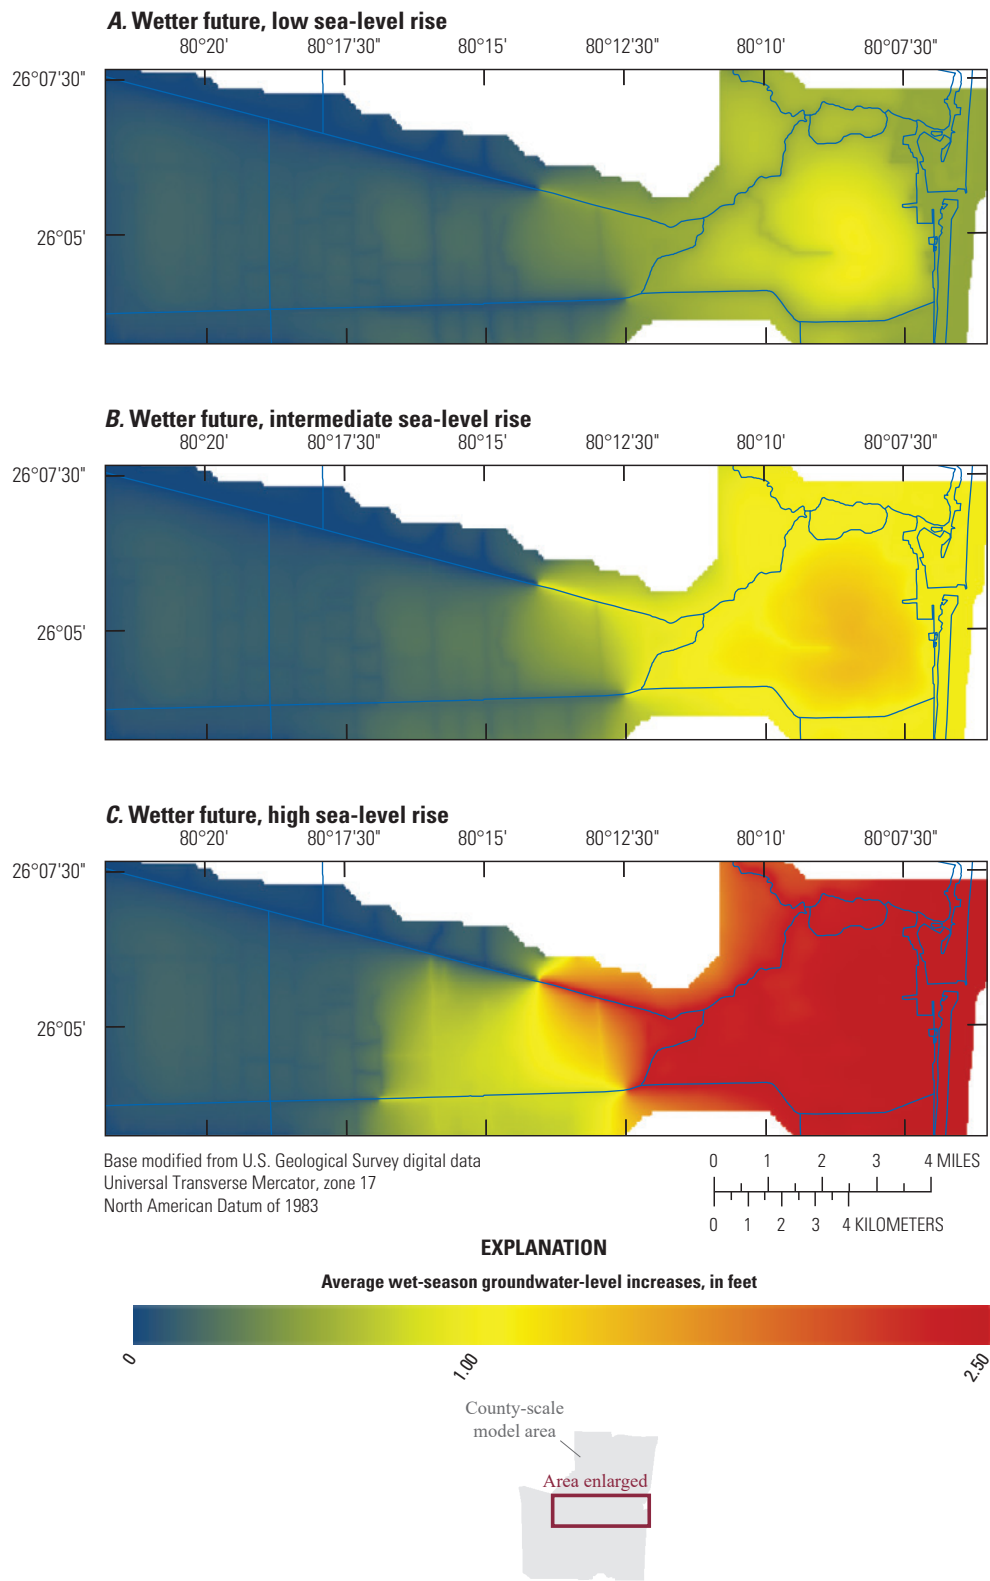 A. Wetter future, low sea-level rise
80°20' 80°17'30" 80°15' 80°12'30" 80°10' 80°07'30"
26°07'30"
26°05'
B. Wetter future, intermediate sea-level rise
80°20' 80°17'30" 80°15' 80°12'30" 80°10' 80°07'30"
26°07'30"
26°05'
C. Wetter future, high sea-level rise
80°20' 80°17'30" 80°15' 80°12'30" 80°10' 80°07'30"
26°07'30"
26°05'
Base modified from U.S. Geological Survey digital data
Universal Transverse Mercator, zone 17
North American Datum of 1983
0 1 2 3 4 MILES
0 1 2 3 4 KILOMETERS
EXPLANATION
Average wet-season groundwater-level increases, in feet
0 1.00 2.50
County-scale
model area
Area enlarged